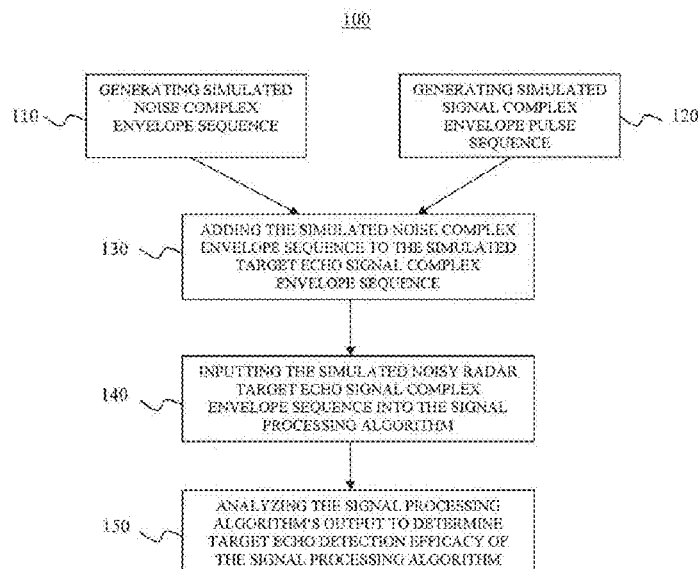 100
110
GENERATING SIMULATED
NOISE COMPLEX
ENVELOPE SEQUENCE
GENERATING SIMULATED
SIGNAL COMPLEX
ENVELOPE PULSE
SEQUENCE
120
130
ADDING THE SIMULATED NOISE COMPLEX
ENVELOPE SEQUENCE TO THE SIMULATED
TARGET ECHO SIGNAL COMPLEX
ENVELOPE SEQUENCE
140
INPUTTING THE SIMULATED NOISY RADAR
TARGET ECHO SIGNAL COMPLEX
ENVELOPE SEQUENCE INTO THE SIGNAL
PROCESSING ALGORITHM
150
ANALYZING THE SIGNAL PROCESSING
ALGORITHM'S OUTPUT TO DETERMINE
TARGET ECHO DETECTION EFFICACY OF
THE SIGNAL PROCESSING ALGORITHM